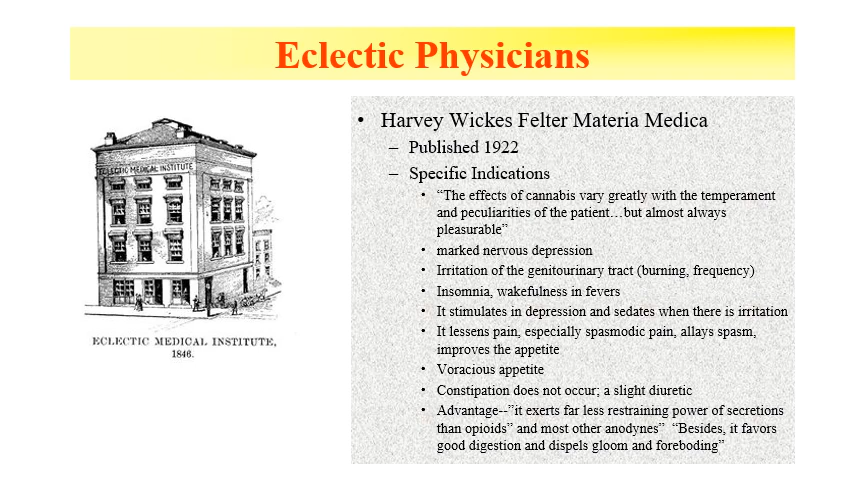 Eclectic Physicians
ECLECTIC MEDICAL INSTITUTE
ECLECTIC MEDICAL INSTITUTE,
1846.
• Harvey Wickes Felter Materia Medica
– Published 1922
– Specific Indications
• “The effects of cannabis vary greatly with the temperament
and peculiarities of the patient…but almost always
pleasurable”
• marked nervous depression
• Irritation of the genitourinary tract (burning, frequency)
• Insomnia, wakefulness in fevers
• It stimulates in depression and sedates when there is irritation
• It lessens pain, especially spasmodic pain, allays spasm,
improves the appetite
• Voracious appetite
• Constipation does not occur; a slight diuretic
• Advantage--”it exerts far less restraining power of secretions
than opioids” and most other anodynes” “Besides, it favors
good digestion and dispels gloom and foreboding”